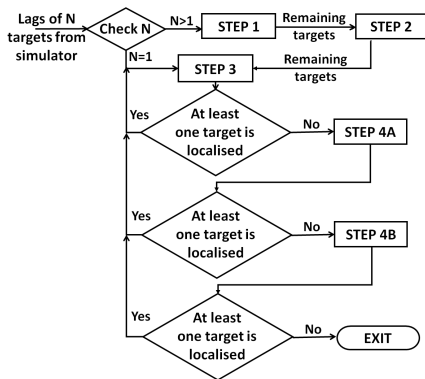 Lags of N
targets from
simulator
Check N
N>1
STEP 1
Remaining
targets
STEP 2
N=1
STEP 3
Remaining
targets
Yes
At least
one target is
localised
No
STEP 4A
Yes
At least
one target is
localised
No
STEP 4B
Yes
At least
one target is
localised
No
EXIT